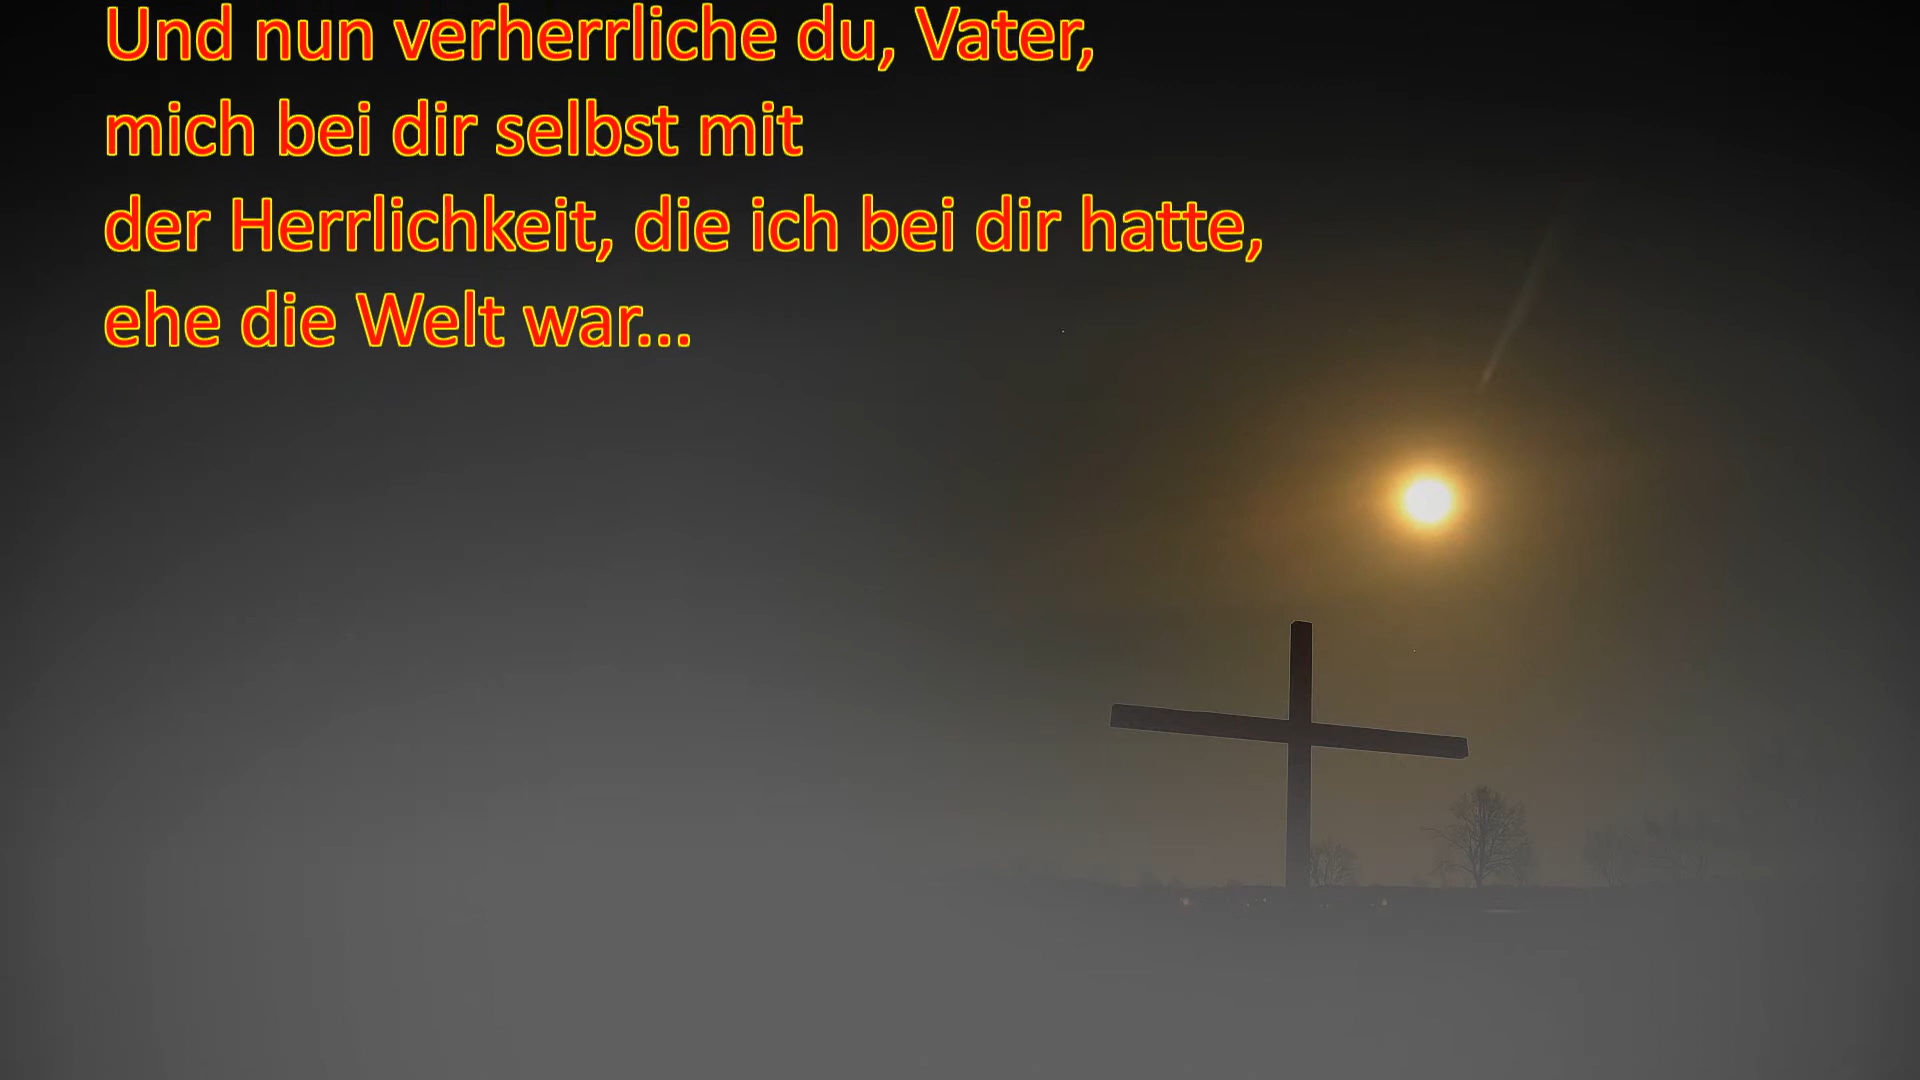 Und nun verherrliche du, Vater,
mich bei dir selbst mit
der Herrlichkeit, die ich bei dir hatte,
ehe die Welt war...